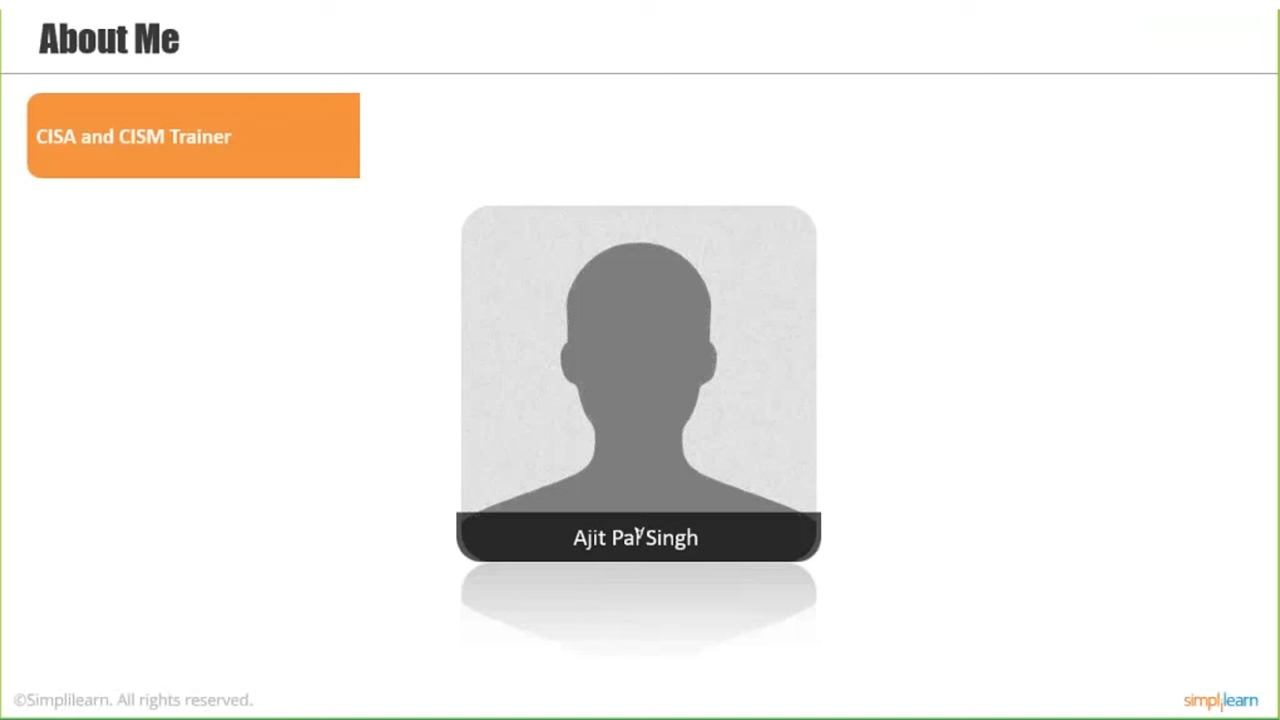 About Me
CISA and CISM Trainer
Ajit Pal Singh
©Simplilearn. All rights reserved.
simplilearn